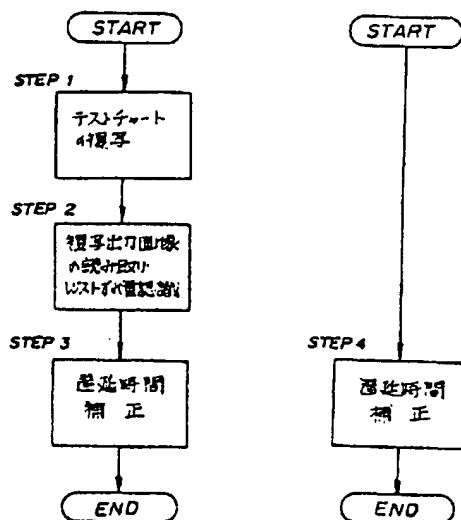 START
STEP 1
テストチャート
の複写
STEP 2
複写出力画像
の読み取り
レジストずれ量認識
STEP 3
遅延時間
補正
END
START
STEP 4
遅延時間
補正
END